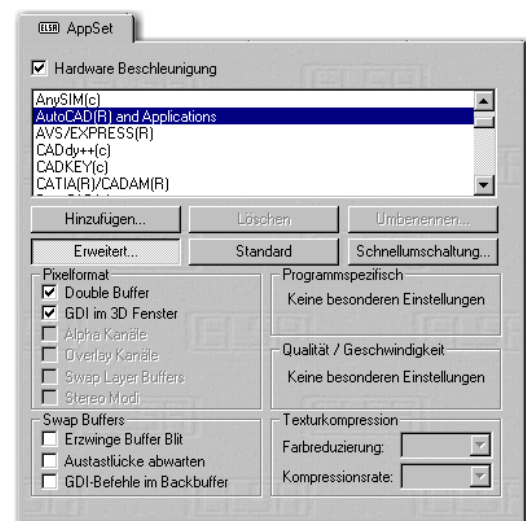 ELSA AppSet
Hardware Beschleunigung
AnySIM(c)
AutoCAD(R) and Applications
AVS/EXPRESS(R)
CADdy++(c)
CADKEY(c)
CATIA(R)/CADAM(R)
Hinzufügen... Löschen Umbenennen...
Erweitert... Standard Schnellumschaltung...
Pixelformat
Double Buffer
GDI im 3D Fenster
Alpha Kanäle
Overlay Kanäle
Swap Layer Buffers
Stereo Modi
Programmspezifisch
Keine besonderen Einstellungen
Qualität / Geschwindigkeit
Keine besonderen Einstellungen
Swap Buffers
Erzwinge Buffer Blit
Austastlücke abwarten
GDI-Befehle im Backbuffer
Texturkompression
Farbreduzierung:
Kompressionsrate: